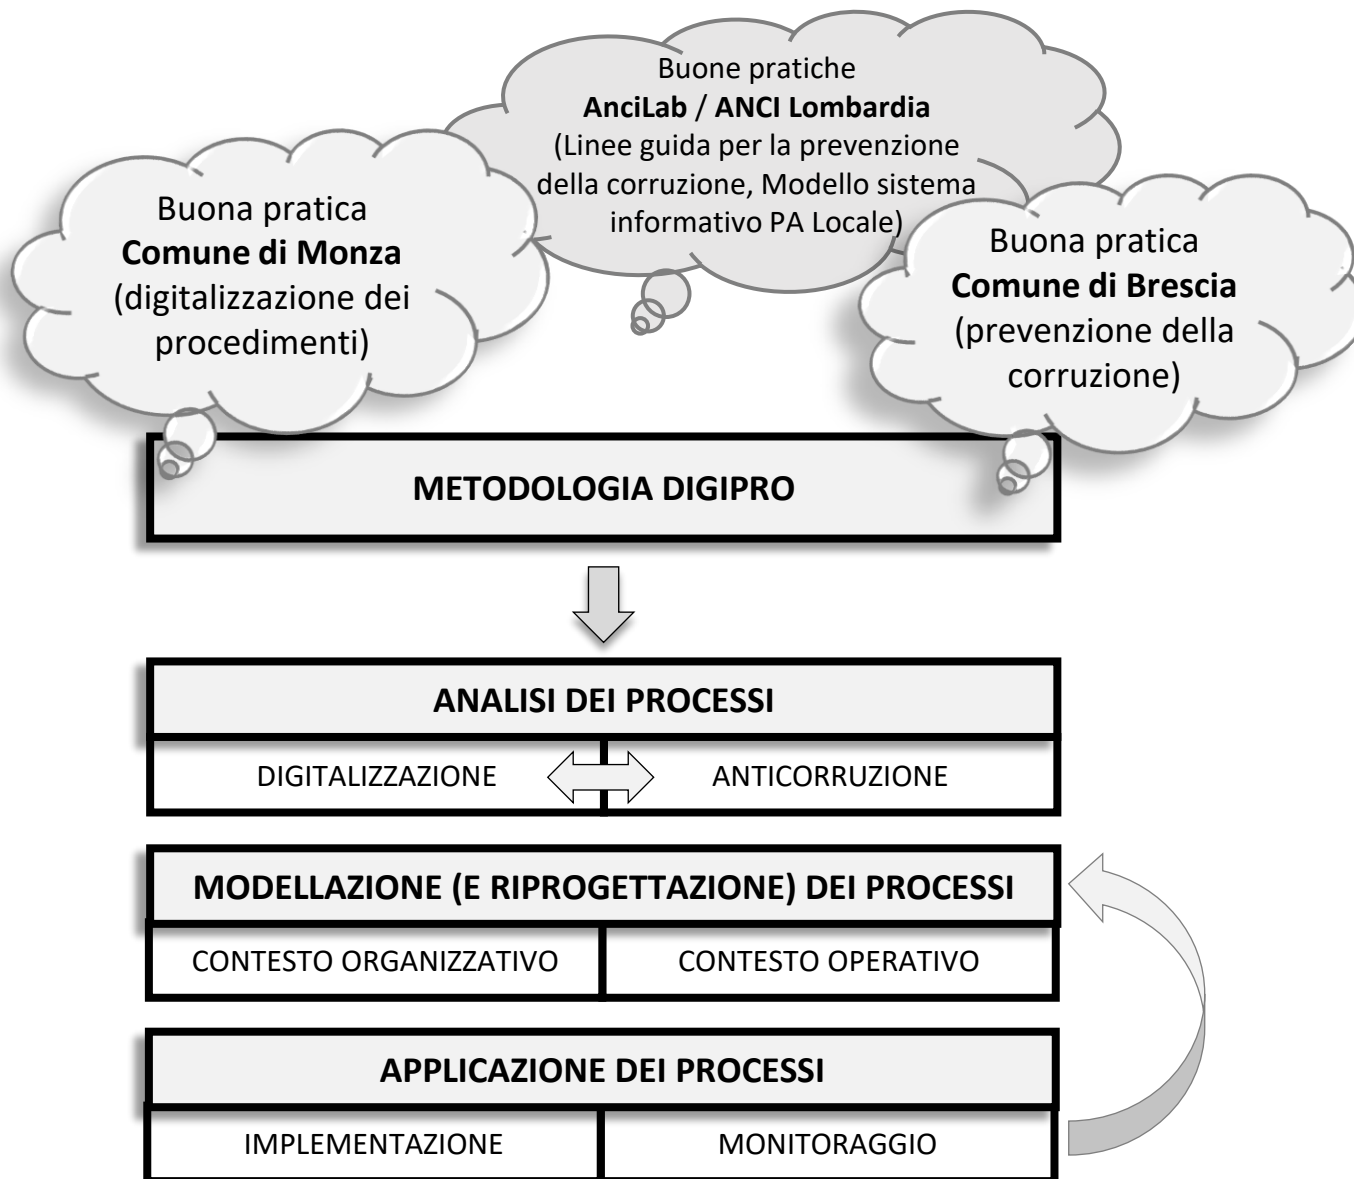 Buone pratiche
AnciLab / ANCI Lombardia
(Linee guida per la prevenzione
della corruzione, Modello sistema
informativo PA Locale)
Buona pratica
Comune di Monza
(digitalizzazione dei
procedimenti)
Buona pratica
Comune di Brescia
(prevenzione della
corruzione)
METODOLOGIA DIGIPRO
ANALISI DEI PROCESSI
DIGITALIZZAZIONE
ANTICORRUZIONE
MODELLAZIONE (E RIPROGETTAZIONE) DEI PROCESSI
CONTESTO ORGANIZZATIVO
CONTESTO OPERATIVO
APPLICAZIONE DEI PROCESSI
IMPLEMENTAZIONE
MONITORAGGIO